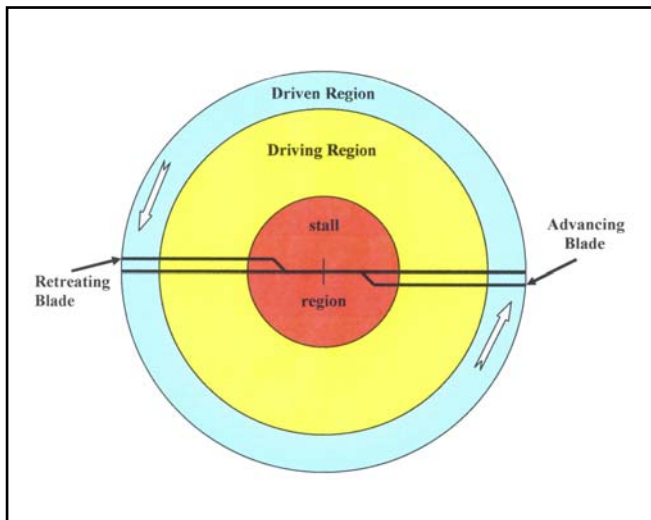 Driven Region
Driving Region
stall
Advancing
Blade
Retreating
Blade
region